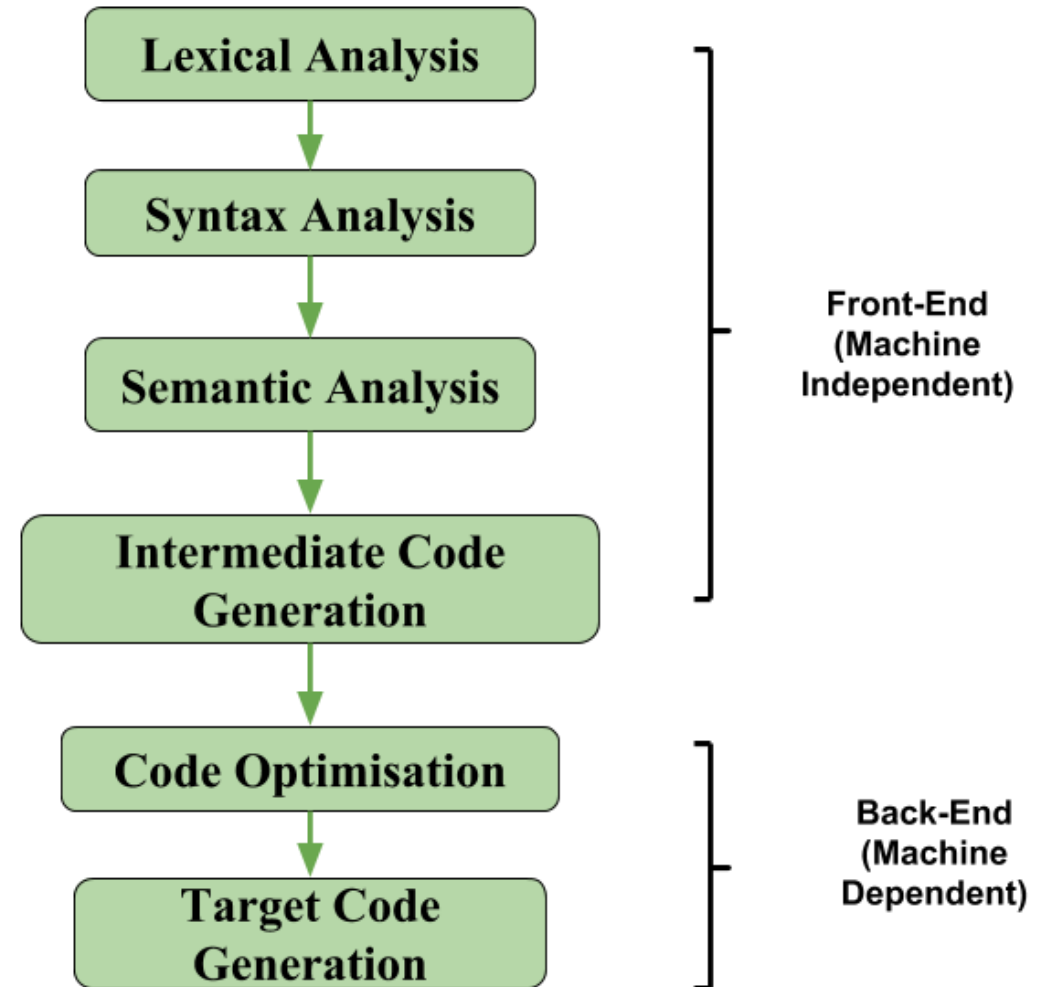 Lexical Analysis
Syntax Analysis
Semantic Analysis
Intermediate Code
Generation
Front-End
(Machine
Independent)
Code Optimisation
Target Code
Generation
Back-End
(Machine
Dependent)